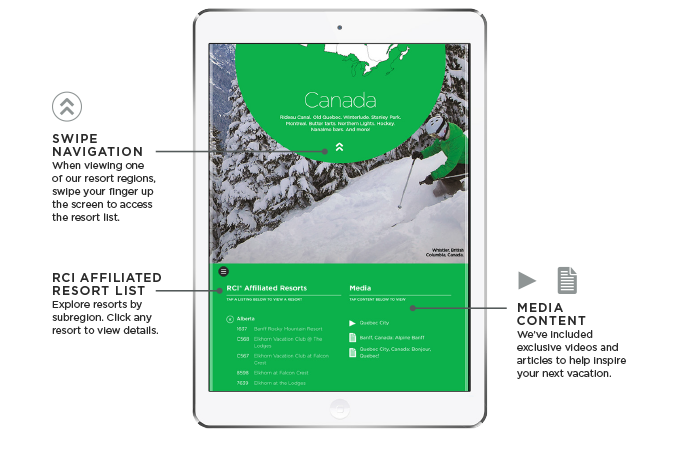 Canada
Rideau Canal, Old Quebec, Winterlude, Stanley Park,
Montreal, Butter tarts, Northern Lights, Hockey,
Nanaimo bars, And more!
SWIPE
NAVIGATION
When viewing one
of our resort regions,
swipe your finger up
the screen to access
the resort list.
Whistler, British
Columbia, Canada.
RCI AFFILIATED
RESORT LIST
Explore resorts by
subregion. Click any
resort to view details.
RCI® Affiliated Resorts
TAP A LISTING BELOW TO VIEW A RESORT
Alberta
1637 Banff Rocky Mountain Resort
C988 Elkhorn Vacation Club @ The
Lodges
C987 Elkhorn Vacation Club at Falcon
Crest
8598 Elkhorn at Falcon Crest
7639 Elkhorn at the Lodges
Media
TAP CONTENT BELOW TO VIEW
Quebec City
Banff, Canada: Alpine Banff
Quebec City, Canada: Bonjour,
Quebec!
MEDIA
CONTENT
We've included
exclusive videos and
articles to help inspire
your next vacation.